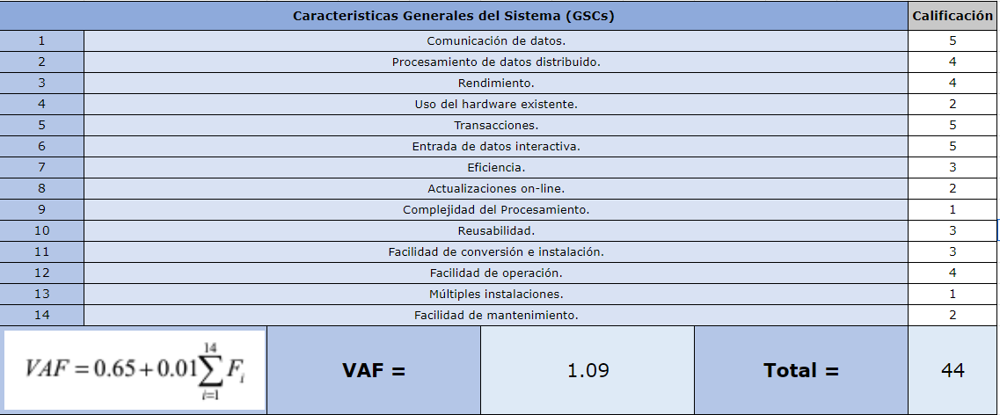 Caracteristicas Generales del Sistema (GSCs) Calificación
1 Comunicación de datos. 5
2 Procesamiento de datos distribuido. 4
3 Rendimiento. 4
4 Uso del hardware existente. 2
5 Transacciones. 5
6 Entrada de datos interactiva. 5
7 Eficiencia. 3
8 Actualizaciones on-line. 2
9 Complejidad del Procesamiento. 1
10 Reusabilidad. 3
11 Facilidad de conversión e instalación. 3
12 Facilidad de operación. 4
13 Múltiples instalaciones. 1
14 Facilidad de mantenimiento. 2
VAF = 0.65 + 0.01 ∑_{i=1}^{14} F_i VAF = 1.09 Total = 44